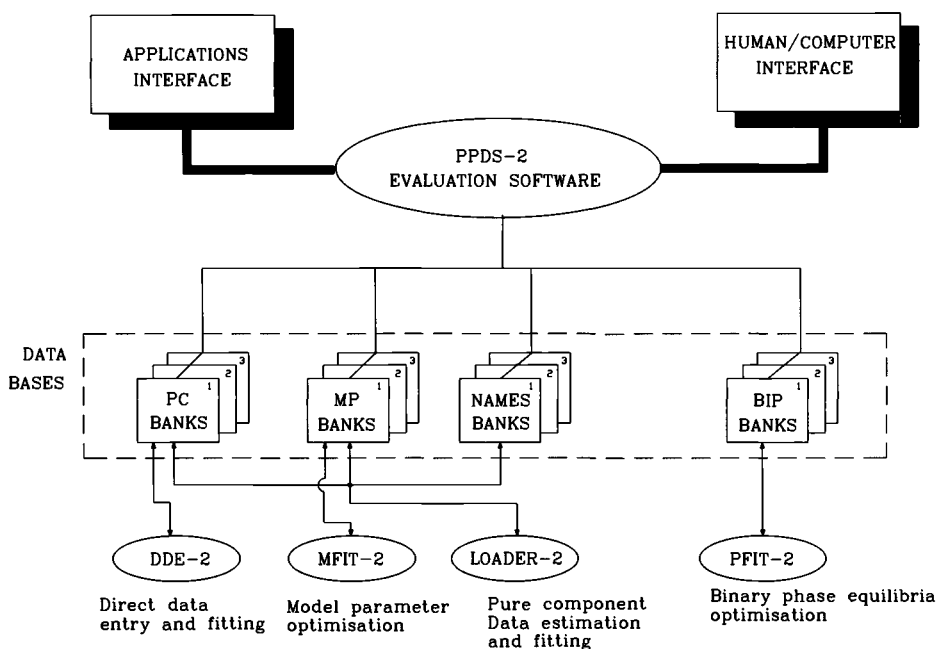 APPLICATIONS
INTERFACE
HUMAN/COMPUTER
INTERFACE
PPDS-2
EVALUATION SOFTWARE
DATA
BASES
3
2
1
PC
BANKS
3
2
1
MP
BANKS
3
2
1
NAMES
BANKS
3
2
1
BIP
BANKS
DDE-2
MFIT-2
LOADER-2
PFIT-2
Direct data
entry and fitting
Model parameter
optimisation
Pure component
Data estimation
and fitting
Binary phase equilibria
optimisation